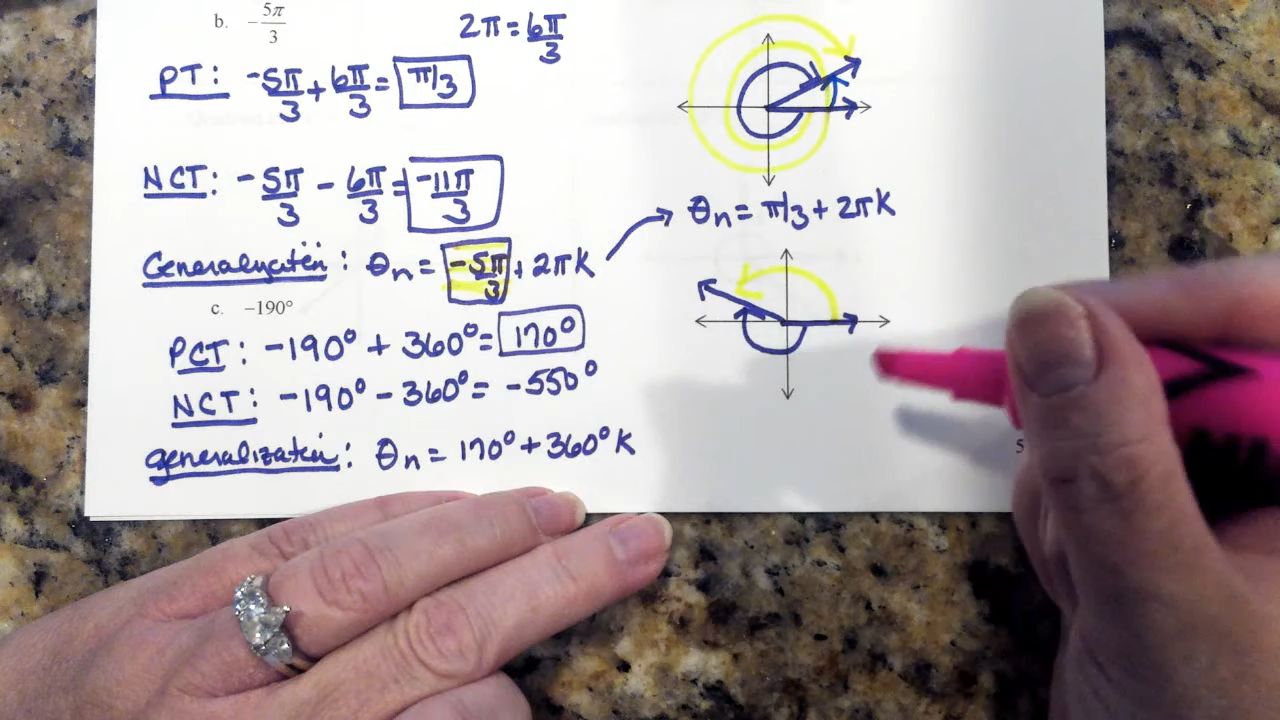 b. -5π/3
2π = 6π/3
PT: -5π/3 + 6π/3 = π/3
NCT: -5π/3 - 6π/3 = -11π/3
θn = π/3 + 2πK
: θn = -5π/3 + 2πK
c. -190°
PCT: -190° + 360° = 170°
NCT: -190° - 360° = -550°
generalization: θn = 170° + 360°K
5